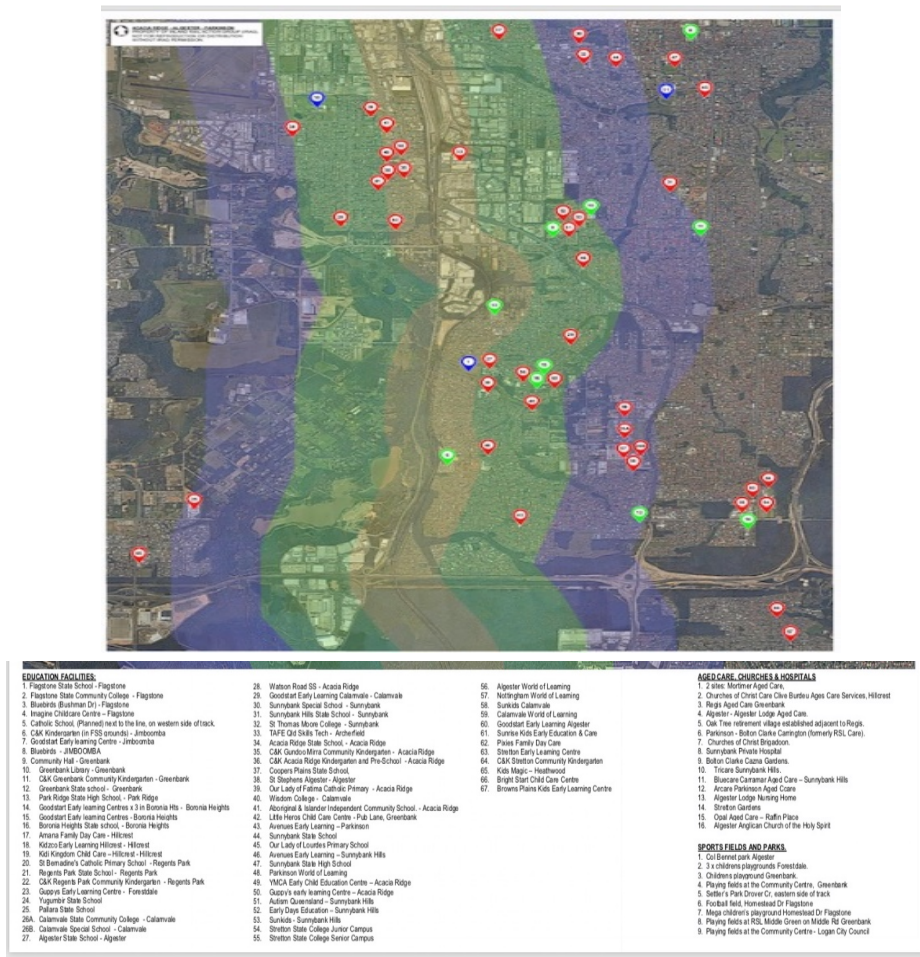 ACACIA RIDGE - ALGESTER - PARKINSON
PROPERTY OF INLAND RAIL ACTION GROUP (IRAG).
NOT FOR REPRODUCTION OR DISTRIBUTION
WITHOUT IRAG PERMISSION.
EDUCATION FACILITIES:
1. Flagstone State School - Flagstone
2. Flagstone State Community College - Flagstone
3. Bluebirds (Bushman Dr) - Flagstone
4. Imagine Childcare Centre – Flagstone
5. Catholic School, (Planned) next to the line, on western side of track.
6. C&K Kindergarten (in FSS grounds) - Jimboomba
7. Goodstart Early learning Centre - Jimboomba
8. Bluebirds - JIMBOOMBA
9. Community Hall - Greenbank
10. Greenbank Library - Greenbank
11. C&K Greenbank Community Kindergarten - Greenbank
12. Greenbank State school - Greenbank
13. Park Ridge State High School, - Park Ridge
14. Goodstart Early learning Centres x 3 in Boronia Hts - Boronia Heights
15. Goodstart Early learning Centres - Boronia Heights
16. Boronia Heights State school, - Boronia Heights
17. Amana Family Day Care - Hillcrest
18. Kidzco Early Learning Hillcrest - Hillcrest
19. Kidi Kingdom Child Care – Hillcrest - Hillcrest
20. St Bernadine's Catholic Primary School - Regents Park
21. Regents Park State School - Regents Park
22. C&K Regents Park Community Kindergarten - Regents Park
23. Guppys Early Learning Centre - Forestdale
24. Yugumbir State School
25. Pallara State School
26A. Calamvale State Community College - Calamvale
26B. Calamvale Special School - Calamvale
27. Algester State School - Algester
28. Watson Road SS - Acacia Ridge
29. Goodstart Early Learning Calamvale - Calamvale
30. Sunnybank Special School - Sunnybank
31. Sunnybank Hills State School - Sunnybank
32. St Thomas More College - Sunnybank
33. TAFE Qld Skills Tech - Archerfield
34. Acacia Ridge State School, - Acacia Ridge
35. C&K Gundoo Mirra Community Kindergarten - Acacia Ridge
36. C&K Acacia Ridge Kindergarten and Pre-School - Acacia Ridge
37. Coopers Plains State School,
38. St Stephens Algester - Algester
39. Our Lady of Fatima Catholic Primary - Acacia Ridge
40. Wisdom College - Calamvale
41. Aboriginal & Islander Independent Community School. - Acacia Ridge
42. Little Heros Child Care Centre - Pub Lane, Greenbank
43. Avenues Early Learning – Parkinson
44. Sunnybank State School
45. Our Lady of Lourdes Primary School
46. Avenues Early Learning – Sunnybank Hills
47. Sunnybank State High School
48. Parkinson World of Learning
49. YMCA Early Child Education Centre – Acacia Ridge
50. Guppy's early learning Centre – Acacia Ridge
51. Autism Queensland – Sunnybank Hills
52. Early Days Education – Sunnybank Hills
53. Sunkids - Sunnybank Hills
54. Stretton State College Junior Campus
55. Stretton State College Senior Campus
56. Algester World of Learning
57. Nottingham World of Learning
58. Sunkids Calamvale
59. Calamvale World of Learning
60. Goodstart Early Learning Algester
61. Sunrise Kids Early Education & Care
62. Pixies Family Day Care
63. Stretton Early Learning Centre
64. C&K Stretton Community Kindergarten
65. Kids Magic – Heathwood
66. Bright Start Child Care Centre
67. Browns Plains Kids Early Learning Centre
AGED CARE, CHURCHES & HOSPITALS
1. 2 sites: Mortimer Aged Care,
2. Churches of Christ Care Clive Burdeu Ages Care Services, Hillcrest
3. Regis Aged Care Greenbank
4. Algester - Algester Lodge Aged Care.
5. Oak Tree retirement village established adjacent to Regis.
6. Parkinson - Bolton Clarke Carrington (formerly RSL Care).
7. Churches of Christ Brigadoon.
8. Sunnybank Private Hospital
9. Bolton Clarke Cazna Gardens.
10. Tricare Sunnybank Hills.
11. Bluecare Carramar Aged Care – Sunnybank Hills
12. Arcare Parkinson Aged Ccare
13. Algester Lodge Nursing Home
14. Stretton Gardens
15. Opal Aged Care – Raffin Place
16. Algester Anglican Church of the Holy Spirit
SPORTS FIELDS AND PARKS.
1. Col Bennet park Algester
2. 3 x childrens playgrounds Forestdale.
3. Childrens playground Greenbank.
4. Playing fields at the Community Centre, Greenbank
5. Settler's Park Drover Cr, eastern side of track
6. Football field, Homestead Dr Flagstone
7. Mega children's playground Homestead Dr Flagstone
8. Playing fields at RSL Middle Green on Middle Rd Greenbank
9. Playing fields at the Community Centre - Logan City Council